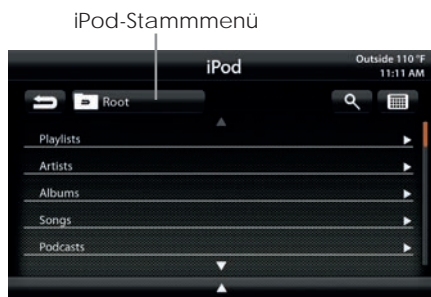 iPod-Stammmenü
iPod
Outside 110 °F
11:11 AM
Root
Playlists
Artists
Albums
Songs
Podcasts